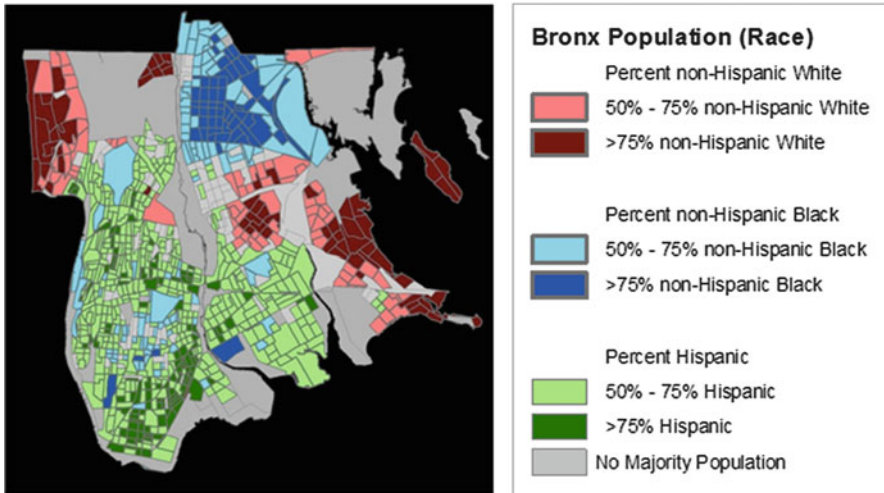 Bronx Population (Race)
Percent non-Hispanic White
50% - 75% non-Hispanic White
>75% non-Hispanic White
Percent non-Hispanic Black
50% - 75% non-Hispanic Black
>75% non-Hispanic Black
Percent Hispanic
50% - 75% Hispanic
>75% Hispanic
No Majority Population